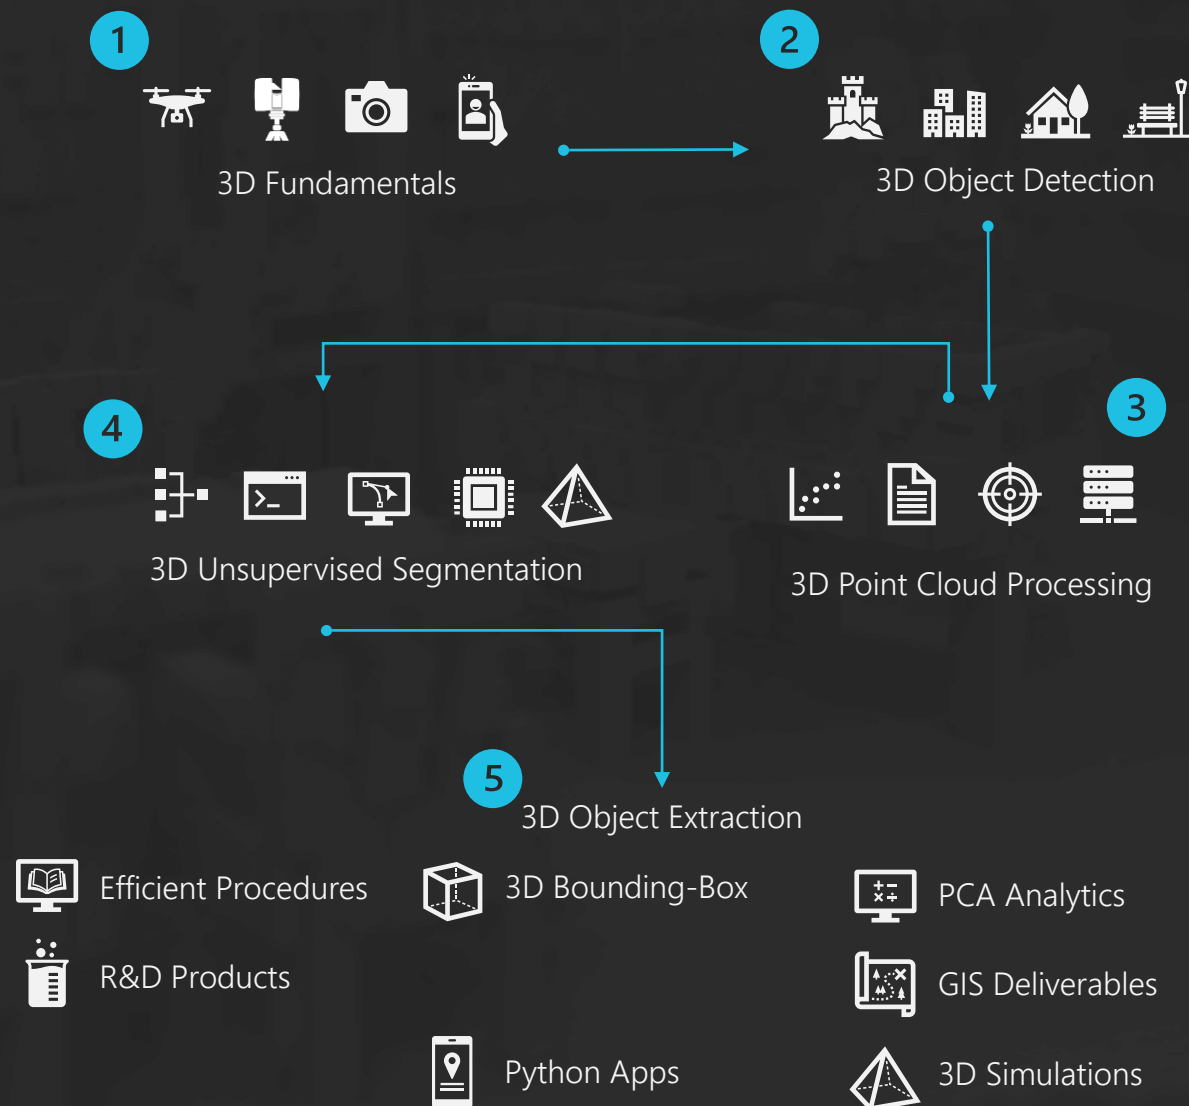 1
2
3D Fundamentals
3D Object Detection
3
4
3D Unsupervised Segmentation
3D Point Cloud Processing
5
3D Object Extraction
Efficient Procedures
3D Bounding-Box
PCA Analytics
R&D Products
GIS Deliverables
Python Apps
3D Simulations